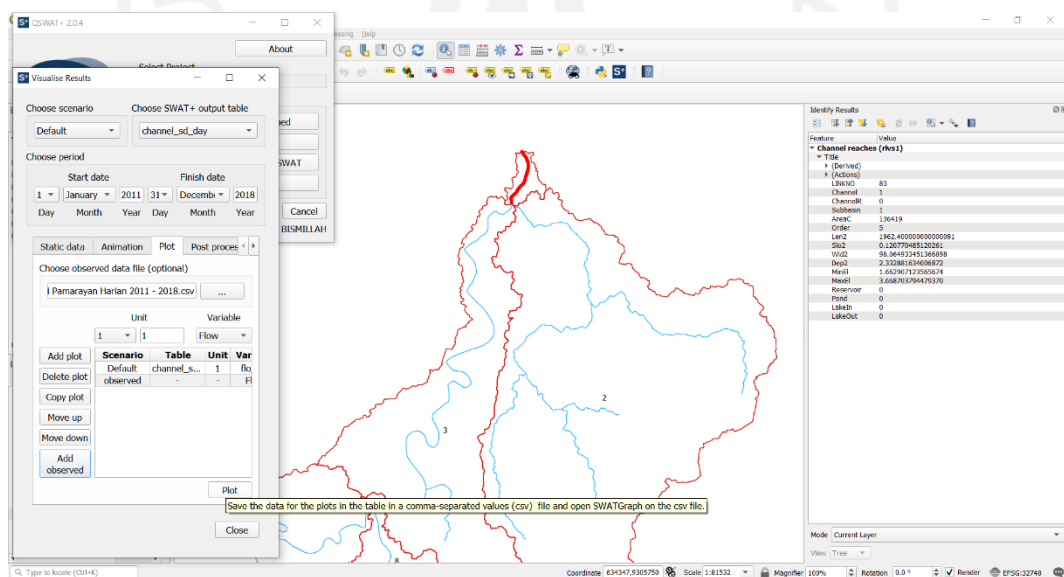 QSWAT+ 2.0.4
About
Select Project
Help
Visualise Results
Choose scenario
Choose SWAT+ output table
Default
channel_sd_day
Choose period
Start date
Finish date
1 January 2011 31 Decembe 2018
Day Month Year Day Month Year
SWAT
Cancel
BISMILLAH
Static data Animation Plot Post proces
Choose observed data file (optional)
l Pamarayan Harian 2011 - 2018.csv
...
Unit
Variable
1
1
Flow
Add plot
Delete plot
Copy plot
Move up
Move down
Add
observed
Scenario Table Unit Var
Default channel_s... 1 flo_
observed - - Fl
Plot
Save the data for the plots in the table in a comma-separated values (csv) file and open SWATGraph on the csv file.
Close
2
3
8
Identify Results
Feature Value
Channel reaches (rivs1)
Title
(Derived)
(Actions)
LINKNO 83
Channel 1
ChannelR 0
Subbasin 1
AreaC 136419
Order 5
Len2 1962.400000000000091
Slo2 0.120770485120261
Wid2 98.064933451366898
Dep2 2.332881634006872
MinEl 1.662907123565674
MaxEl 3.668703794479370
Reservoir 0
Pond 0
LakeIn 0
LakeOut 0
Mode Current Layer
View Tree
Type to locate (Ctrl+K)
Coordinate 634347,9305750
Scale 1:81532
Magnifier 100%
Rotation 0.0 °
Render
EPSG:32748